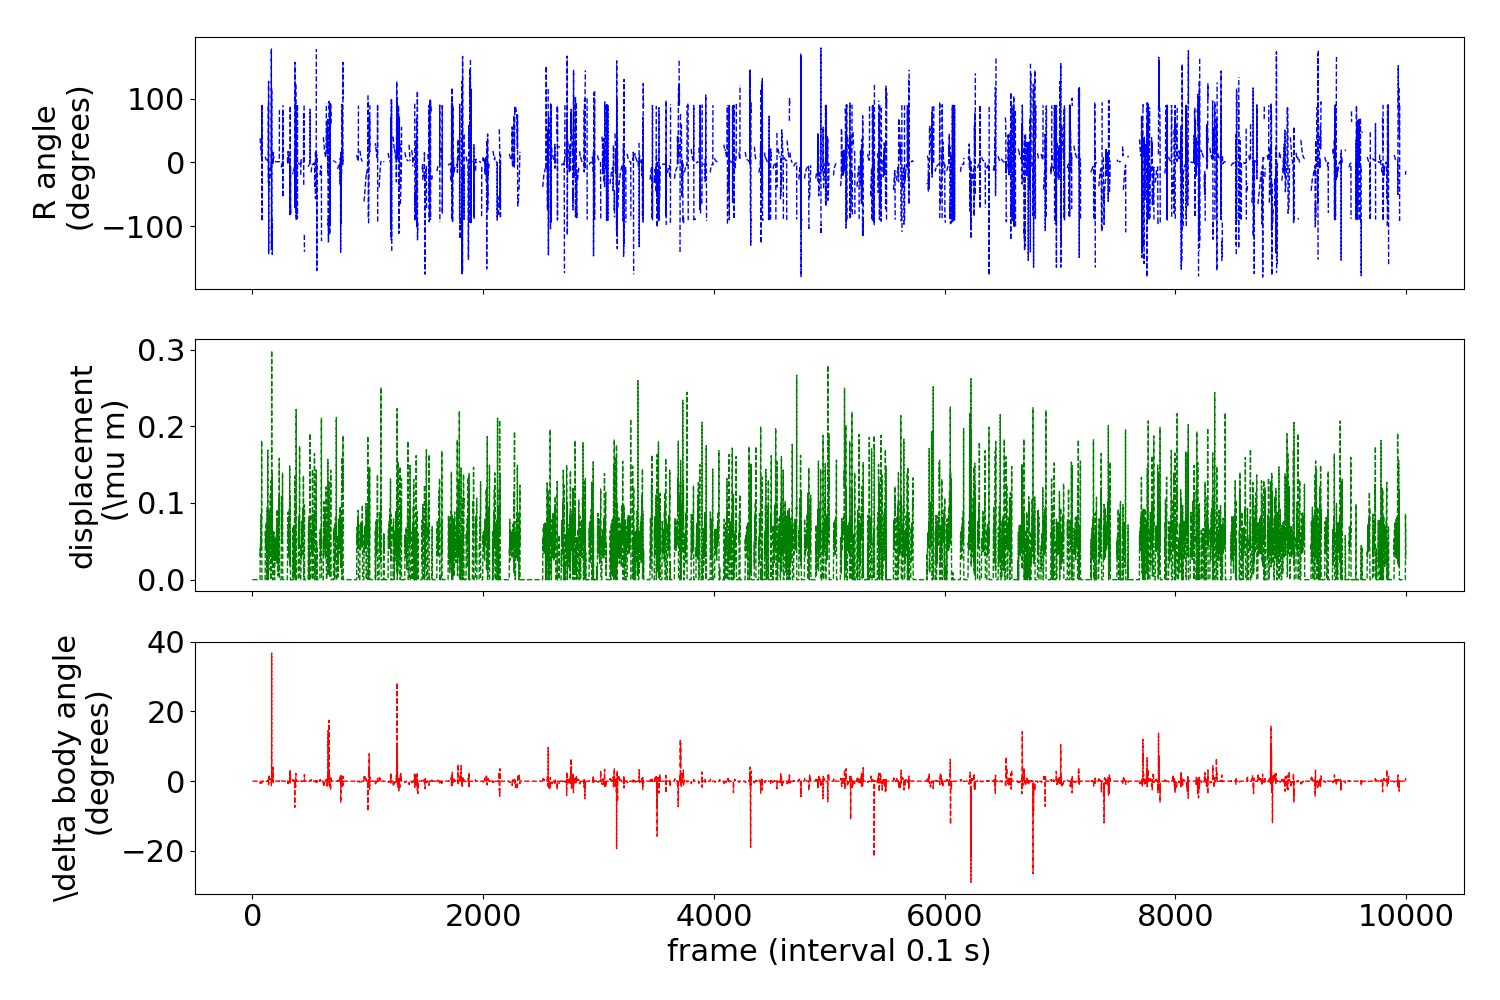 R angle
(degrees)
100
0
−100
displacement
(\mu m)
0.3
0.2
0.1
0.0
\delta body angle
(degrees)
40
20
0
−20
0 2000 4000 6000 8000 10000
frame (interval 0.1 s)